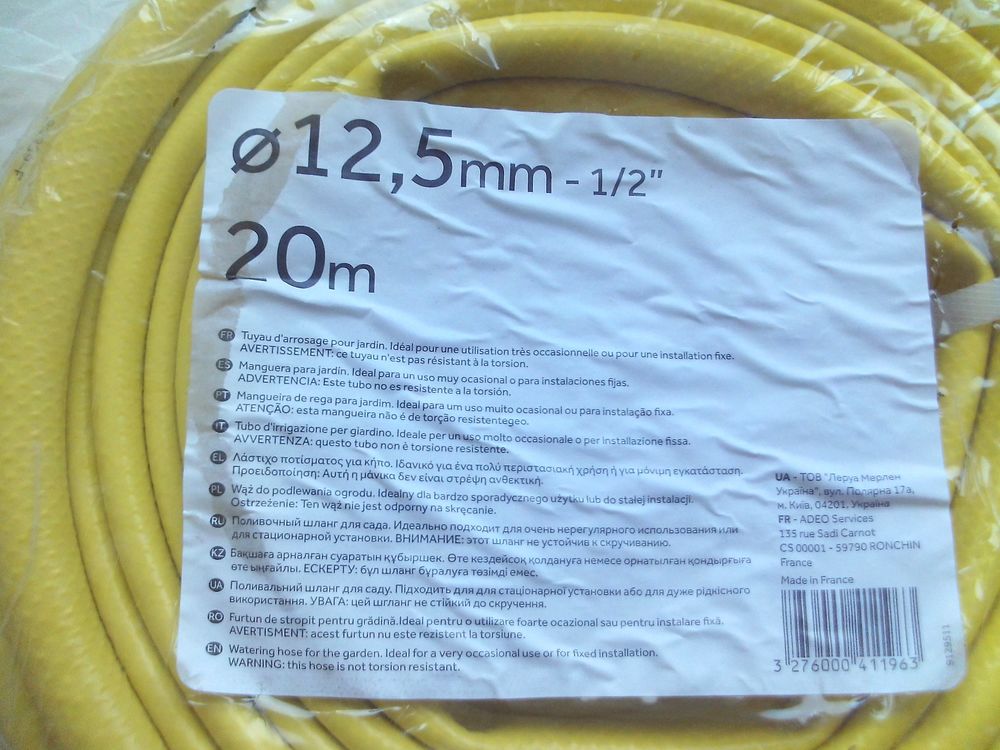 ø12,5mm - 1/2"
20m
FR Tuyau d'arrosage pour jardin. Idéal pour une utilisation très occasionnelle ou pour une installation fixe.
AVERTISSEMENT: ce tuyau n'est pas résistant à la torsion.
ES Manguera para jardín. Ideal para un uso muy ocasional o para instalaciones fijas.
ADVERTENCIA: Este tubo no es resistente a la torsión.
PT Mangueira de rega para jardim. Ideal para um uso muito ocasional ou para instalação fixa.
ATENÇÃO: esta mangueira não é de torção resistentegeo.
IT Tubo d'irrigazione per giardino. Ideale per un uso molto occasionale o per installazione fissa.
AVVERTENZA: questo tubo non è torsione resistente.
EL Λάστιχο ποτίσματος για κήπο. Ιδανικό για ένα πολύ περιστασιακή χρήση ή για μόνιμη εγκατάσταση.
Προειδοποίηση: Αυτή η μάνικα δεν είναι στρέψη ανθεκτική.
PL Wąż do podlewania ogrodu. Idealny dla bardzo sporadycznego użytku lub do stałej instalacji.
Ostrzeżenie: Ten wąż nie jest odporny na skręcanie.
RU Поливочный шланг для сада. Идеально подходит для очень нерегулярного использования или
для стационарной установки. ВНИМАНИЕ: этот шланг не устойчив к скручиванию.
KZ Бақшаға арналған суаратын құбыршек. Өте кездейсоқ қолдануға немесе орнатылған қондырғыға
өте ыңғайлы. ЕСКЕРТУ: бұл шланг бұралуға төзімді емес.
UA Поливальний шланг для саду. Підходить для для стаціонарної установки або для дуже рідкісного
використання. УВАГА: цей шгланг не стійкий до скручення.
RO Furtun de stropit pentru grădină.Ideal pentru o utilizare foarte ocazional sau pentru instalare fixă.
AVERTISMENT: acest furtun nu este rezistent la torsiune.
EN Watering hose for the garden. Ideal for a very occasional use or for fixed installation.
WARNING: this hose is not torsion resistant.
UA - ТОВ "Леруа Мерлен
Україна", вул. Полярна 17а,
м. Київ, 04201, Україна
FR - ADEO Services
135 rue Sadi Carnot
CS 00001 - 59790 RONCHIN
France
Made in France
3 276000 411963